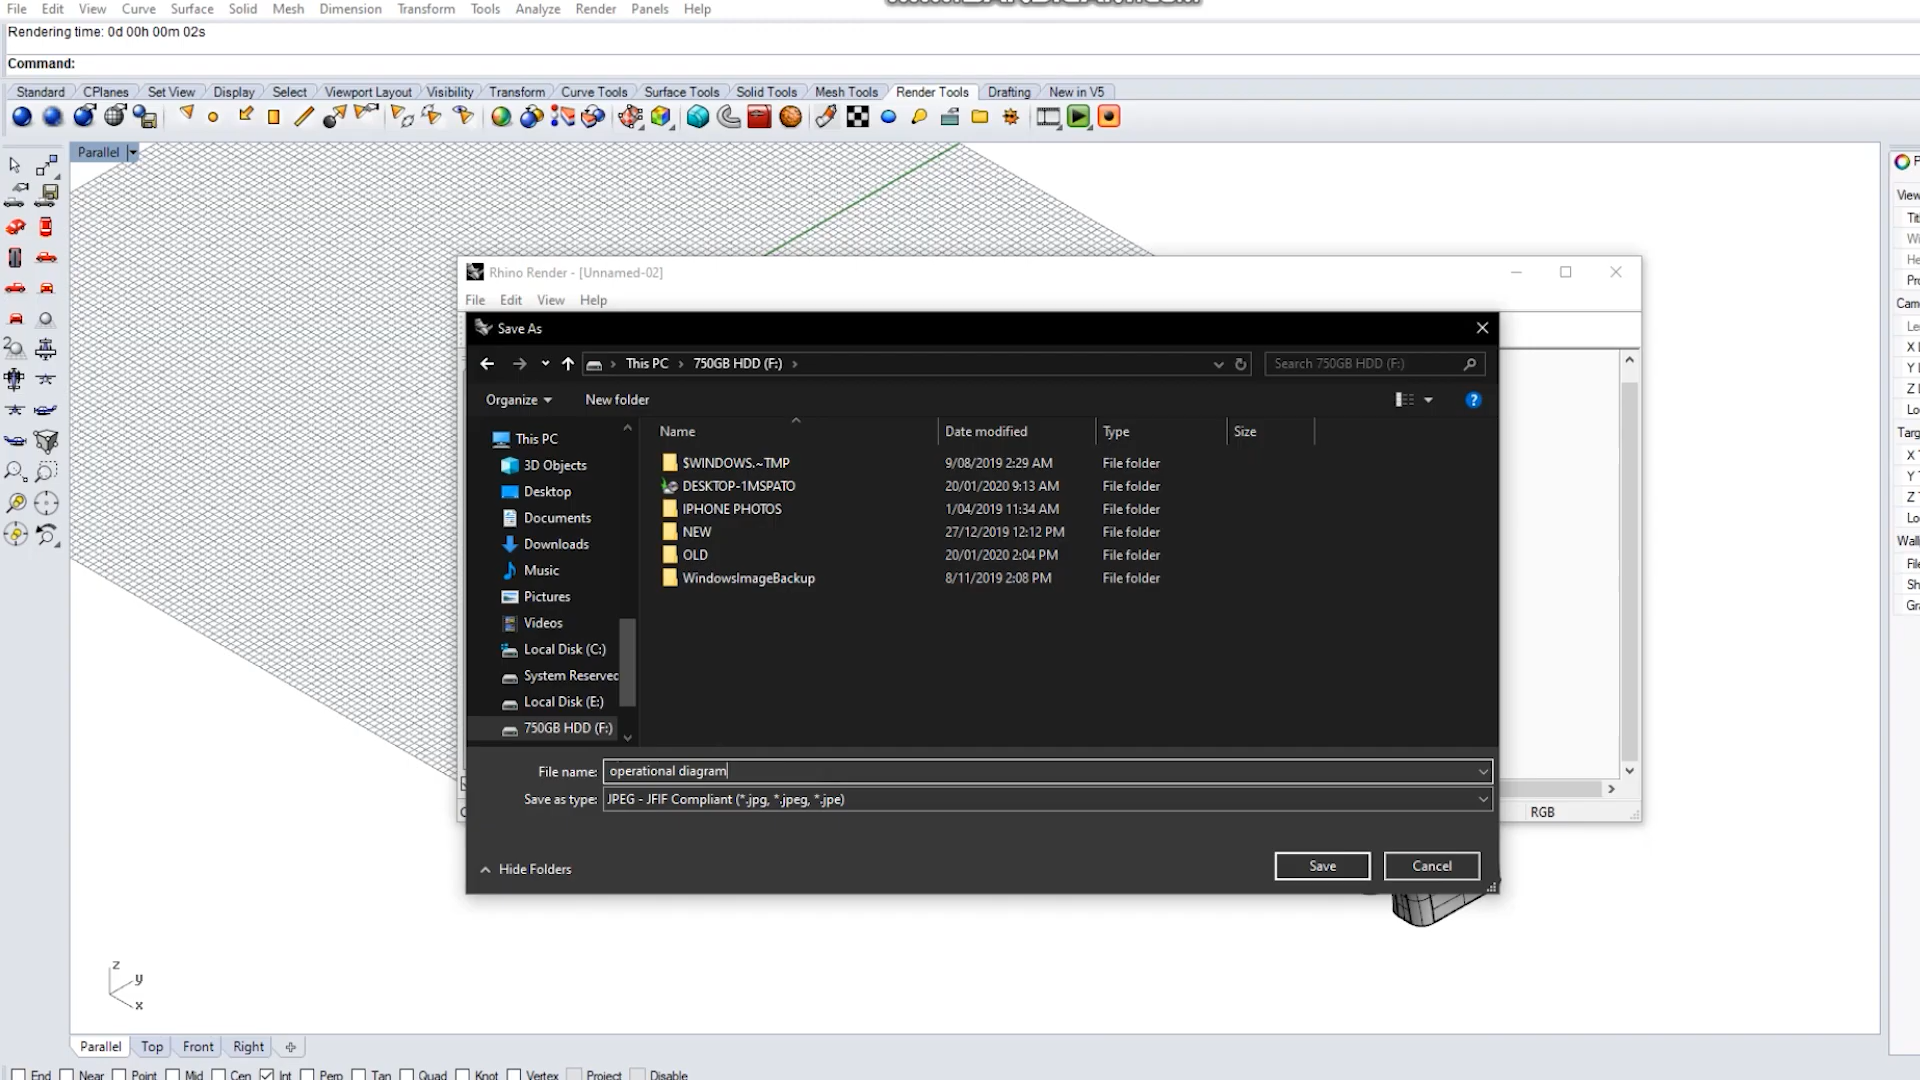 File Edit View Curve Surface Solid Mesh Dimension Transform Tools Analyze Render Panels Help
Rendering time: 0d 00h 00m 02s
Command:
Standard CPlanes Set View Display Select Viewport Layout Visibility Transform Curve Tools Surface Tools Solid Tools Mesh Tools Render Tools Drafting New in V5
Parallel
Rhino Render - [Unnamed-02]
File Edit View Help
Save As
This PC 750GB HDD (F:)
Search 750GB HDD (F:)
Organize New folder
Name Date modified Type Size
This PC
3D Objects
Desktop
Documents
Downloads
Music
Pictures
Videos
Local Disk (C:)
System Reserved
Local Disk (E:)
750GB HDD (F:)
$WINDOWS.~TMP 9/08/2019 2:29 AM File folder
DESKTOP-1MSPATO 20/01/2020 9:13 AM File folder
IPHONE PHOTOS 1/04/2019 11:34 AM File folder
NEW 27/12/2019 12:12 PM File folder
OLD 20/01/2020 2:04 PM File folder
WindowsImageBackup 8/11/2019 2:08 PM File folder
File name: operational diagram
Save as type: JPEG - JFIF Compliant (*.jpg, *.jpeg, *.jpe)
Hide Folders
Save Cancel
RGB
View
z
y
x
Parallel Top Front Right
End Near Point Mid Cen Int Perp Tan Quad Knot Vertex Project Disable